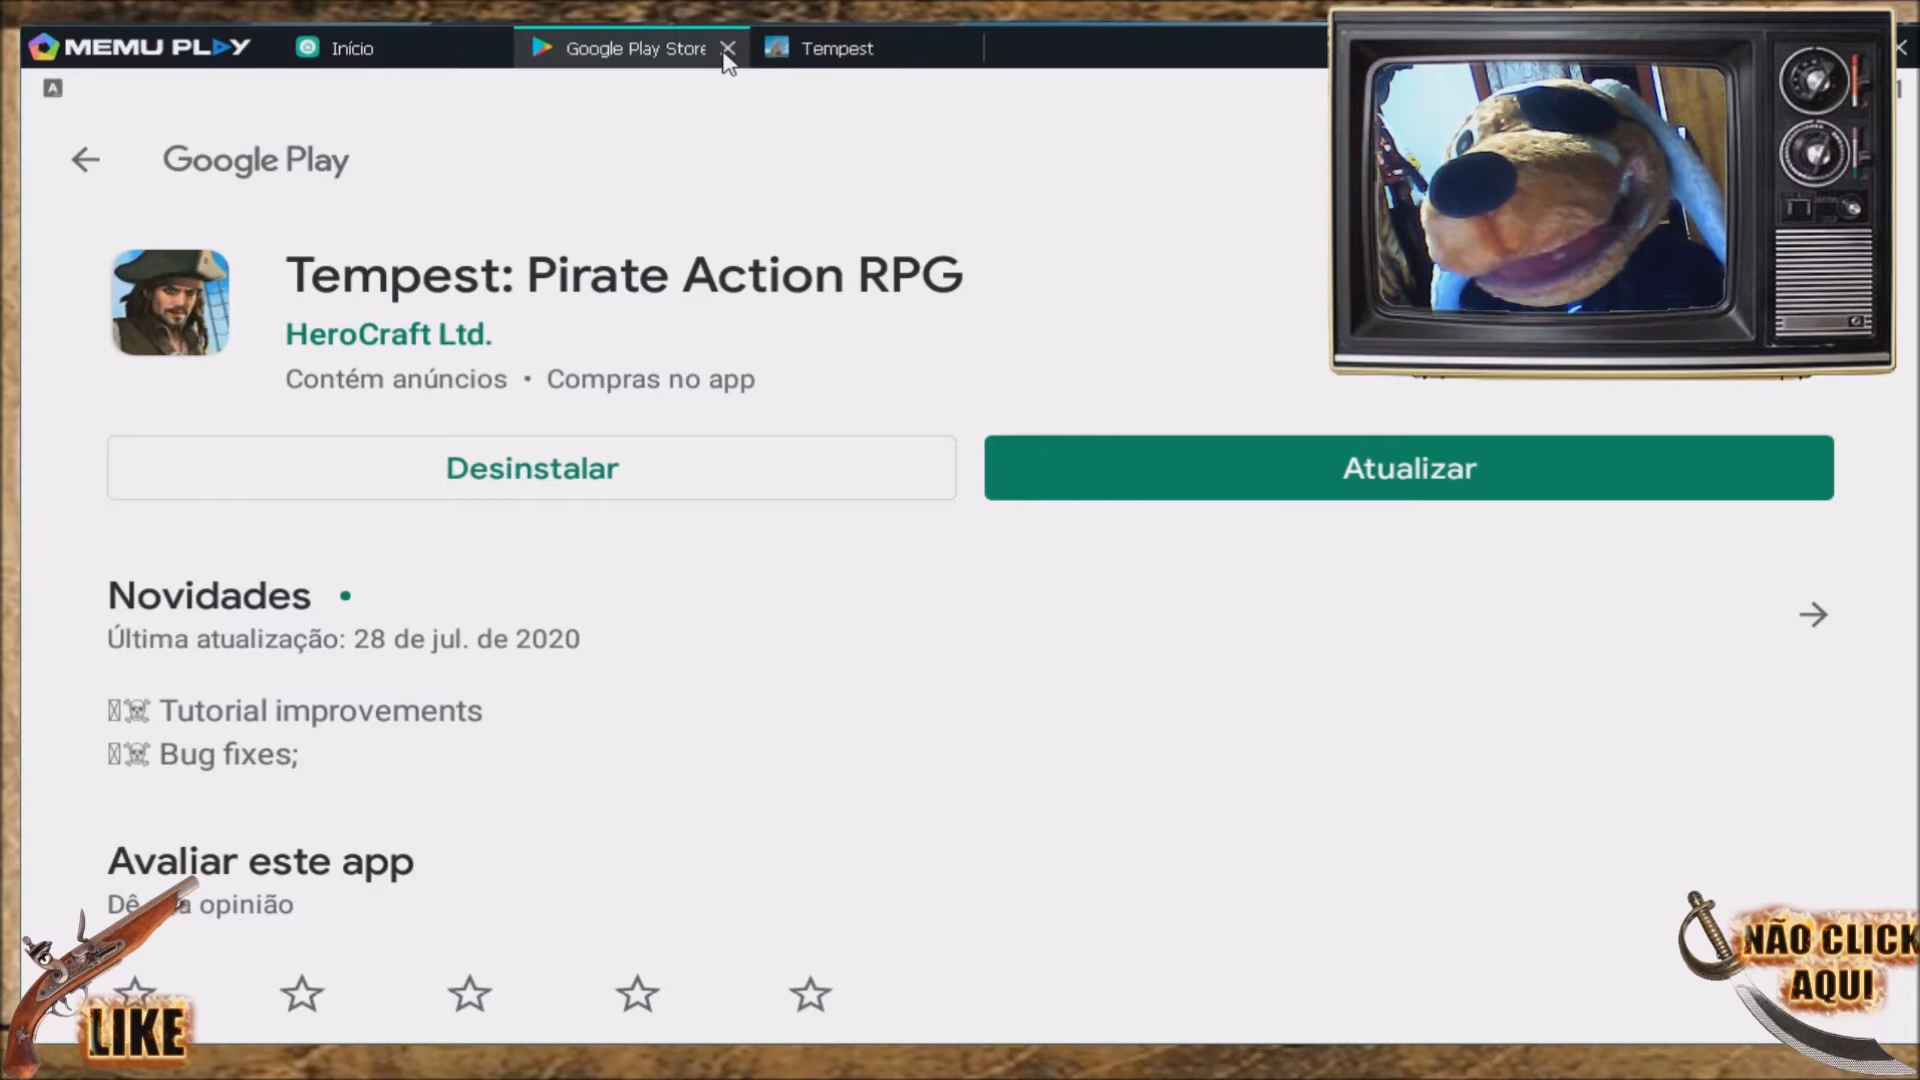 MEMU PLAY
Início
Google Play Store
Tempest
A
Google Play
Tempest: Pirate Action RPG
HeroCraft Ltd.
Contém anúncios • Compras no app
Desinstalar
Atualizar
Novidades •
Última atualização: 28 de jul. de 2020
☠ Tutorial improvements
☠ Bug fixes;
Avaliar este app
Dê opinião
LIKE
NÃO CLICK
AQUI